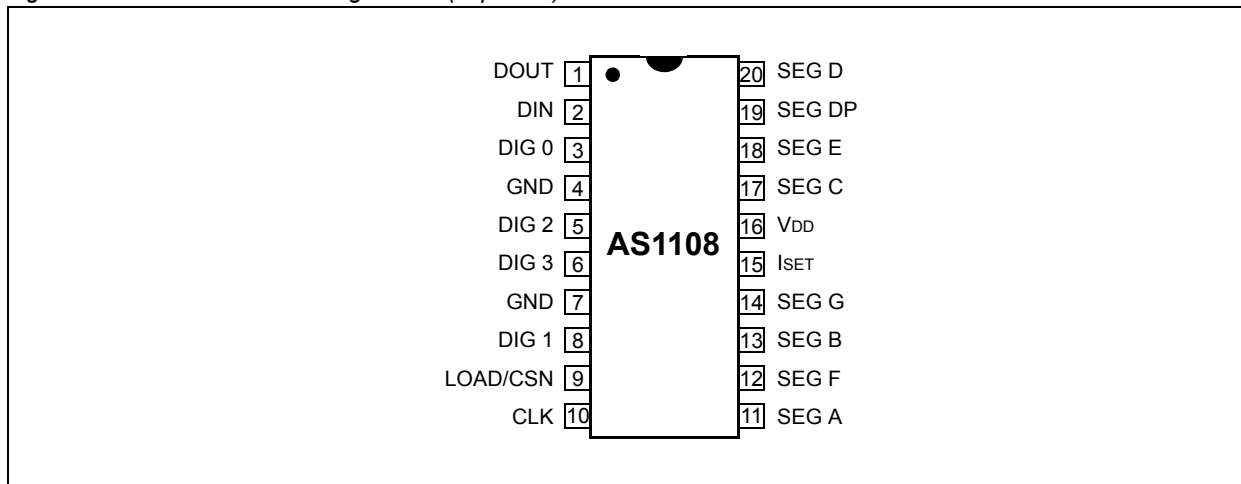 DOUT 1 20 SEG D
DIN 2 19 SEG DP
DIG 0 3 18 SEG E
GND 4 17 SEG C
DIG 2 5 16 VDD
AS1108
DIG 3 6 15 ISET
GND 7 14 SEG G
DIG 1 8 13 SEG B
LOAD/CSN 9 12 SEG F
CLK 10 11 SEG A